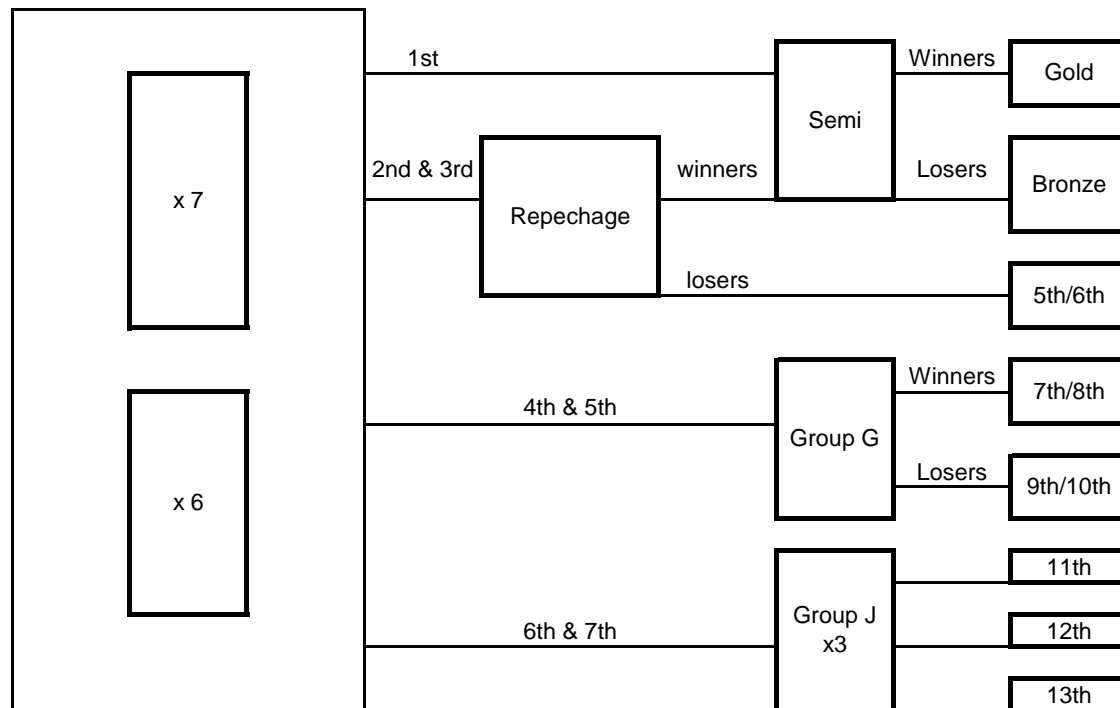 1st
Winners
Gold
Semi
2nd & 3rd
winners
Losers
Bronze
x 7
Repechage
losers
5th/6th
Winners
7th/8th
4th & 5th
Group G
Losers
9th/10th
x 6
11th
Group J
x3
6th & 7th
12th
13th